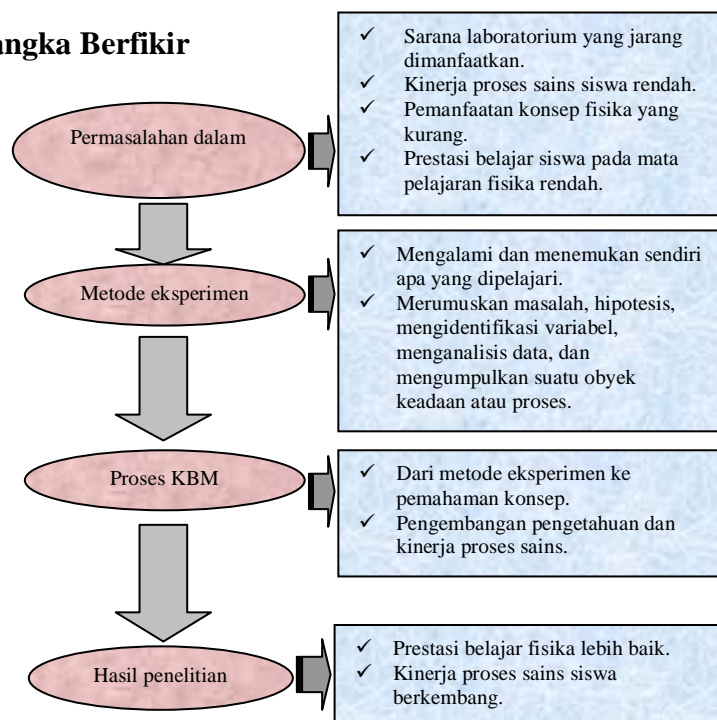 angka Berfikir
Permasalahan dalam
✓ Sarana laboratorium yang jarang
dimanfaatkan.
✓ Kinerja proses sains siswa rendah.
✓ Pemanfaatan konsep fisika yang
kurang.
✓ Prestasi belajar siswa pada mata
pelajaran fisika rendah.
Metode eksperimen
✓ Mengalami dan menemukan sendiri
apa yang dipelajari.
✓ Merumuskan masalah, hipotesis,
mengidentifikasi variabel,
menganalisis data, dan
mengumpulkan suatu obyek
keadaan atau proses.
Proses KBM
✓ Dari metode eksperimen ke
pemahaman konsep.
✓ Pengembangan pengetahuan dan
kinerja proses sains.
Hasil penelitian
✓ Prestasi belajar fisika lebih baik.
✓ Kinerja proses sains siswa
berkembang.